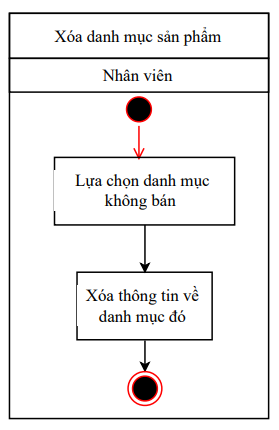 Xóa danh mục sản phẩm
Nhân viên
Lựa chọn danh mục
không bán
Xóa thông tin về
danh mục đó